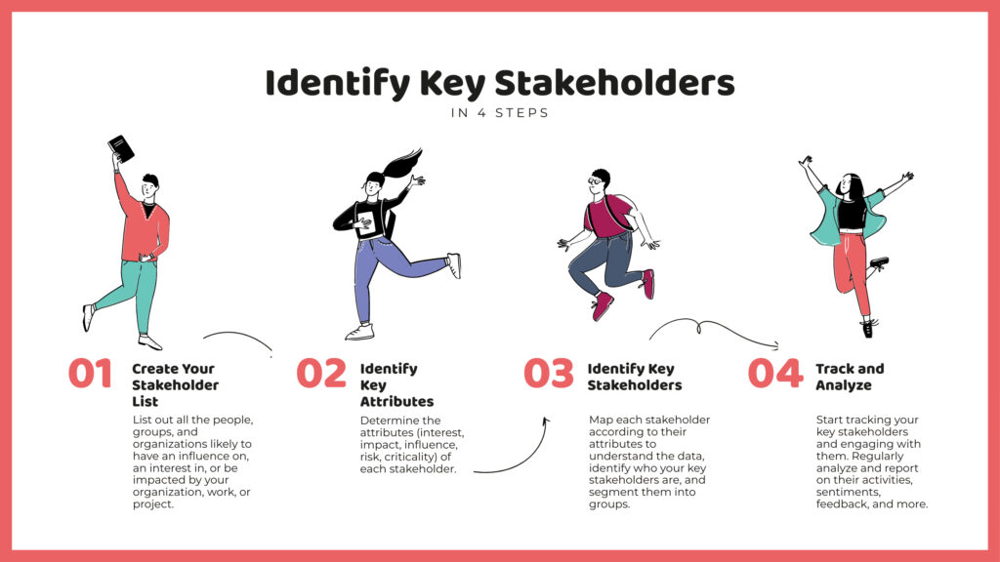 Identify Key Stakeholders
IN 4 STEPS
01
Create Your
Stakeholder
List
List out all the people,
groups, and
organizations likely to
have an influence on,
an interest in, or be
impacted by your
organization, work, or
project.
02
Identify
Key
Attributes
Determine the
attributes (interest,
impact, influence,
risk, criticality) of
each stakeholder.
03
Identify Key
Stakeholders
Map each stakeholder
according to their
attributes to
understand the data,
identify who your key
stakeholders are, and
segment them into
groups.
04
Track and
Analyze
Start tracking your
key stakeholders
and engaging with
them. Regularly
analyze and report
on their activities,
sentiments,
feedback, and more.